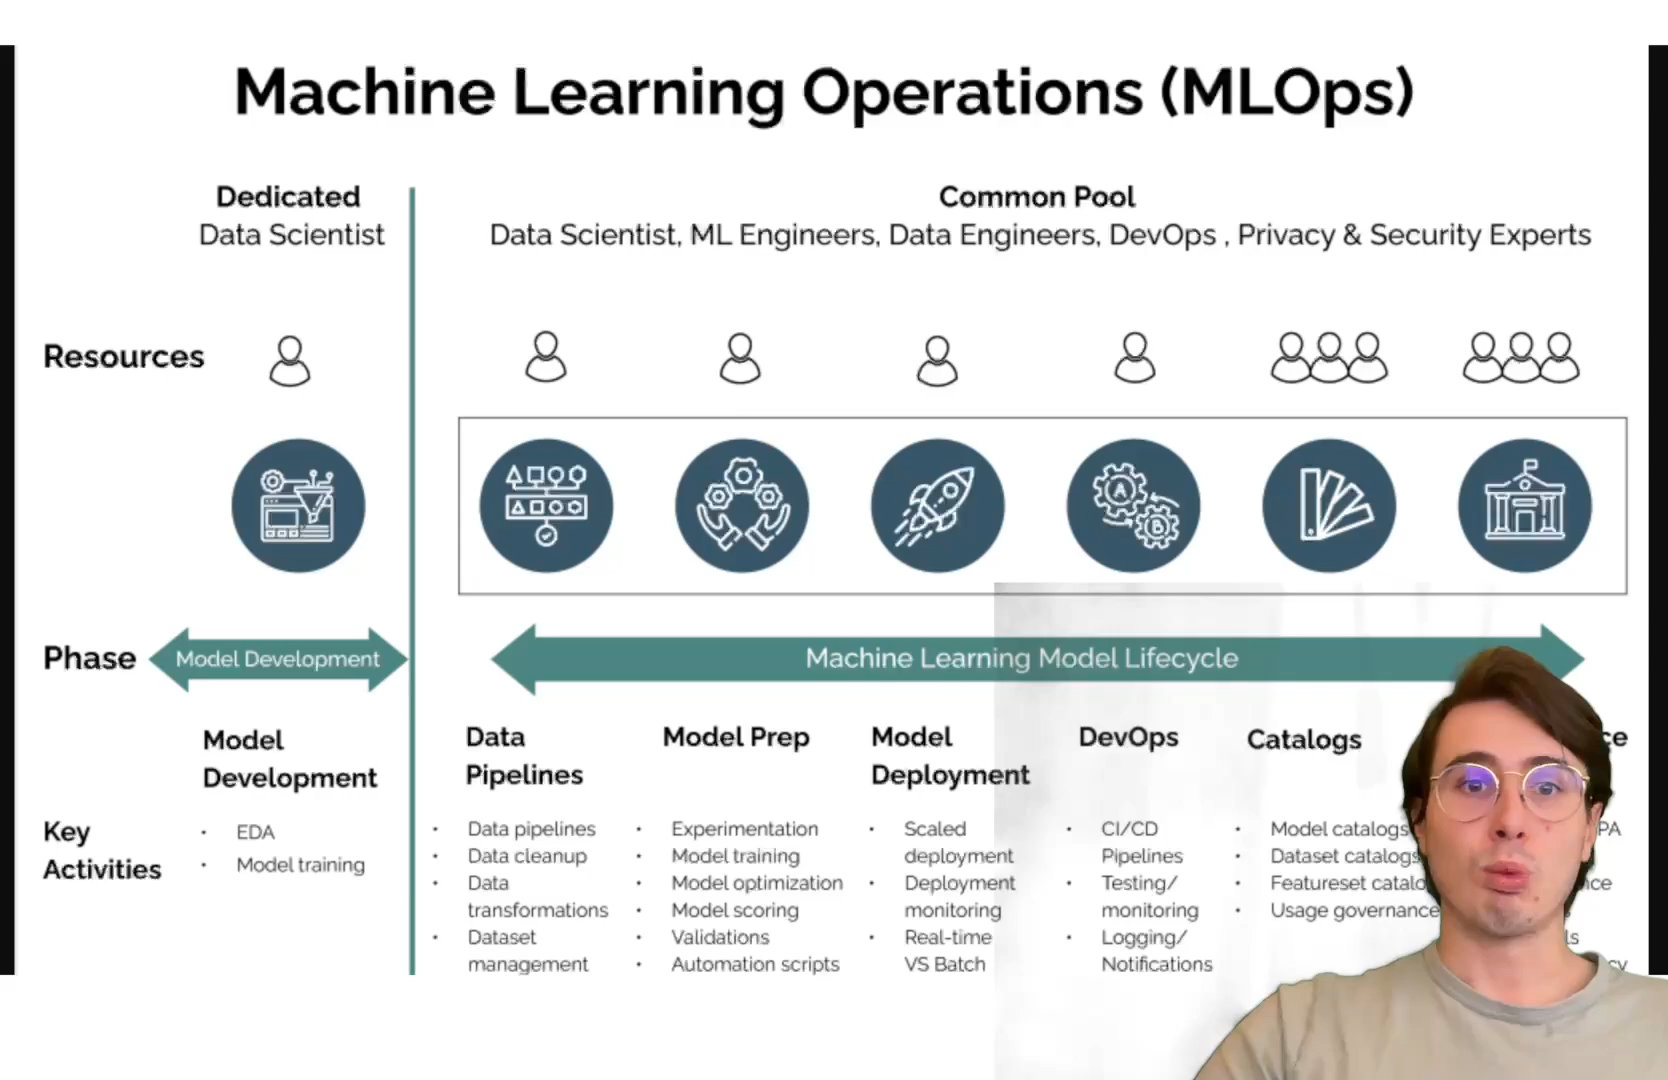 Machine Learning Operations (MLOps)
Dedicated
Data Scientist
Common Pool
Data Scientist, ML Engineers, Data Engineers, DevOps , Privacy & Security Experts
Resources
A
B
Phase
Model Development
Machine Learning Model Lifecycle
Key
Activities
Model
Development
• EDA
• Model training
Data
Pipelines
• Data pipelines
• Data cleanup
• Data
transformations
• Dataset
management
Model Prep
• Experimentation
• Model training
• Model optimization
• Model scoring
• Validations
• Automation scripts
Model
Deployment
• Scaled
deployment
• Deployment
monitoring
• Real-time
VS Batch
DevOps
• CI/CD
Pipelines
• Testing/
monitoring
• Logging/
Notifications
Catalogs
• Model catalogs
• Dataset catalogs
• Featureset catalo
• Usage governance